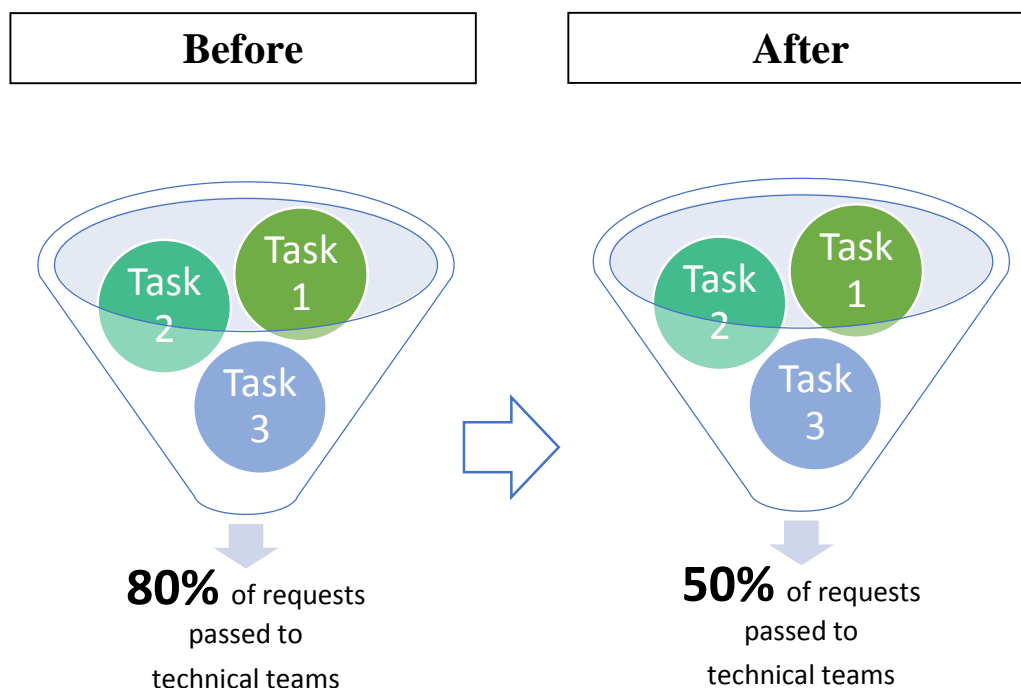 Before
Task
1
Task
2
Task
3
80% of requests
passed to
technical teams
After
Task
1
Task
2
Task
3
50% of requests
passed to
technical teams